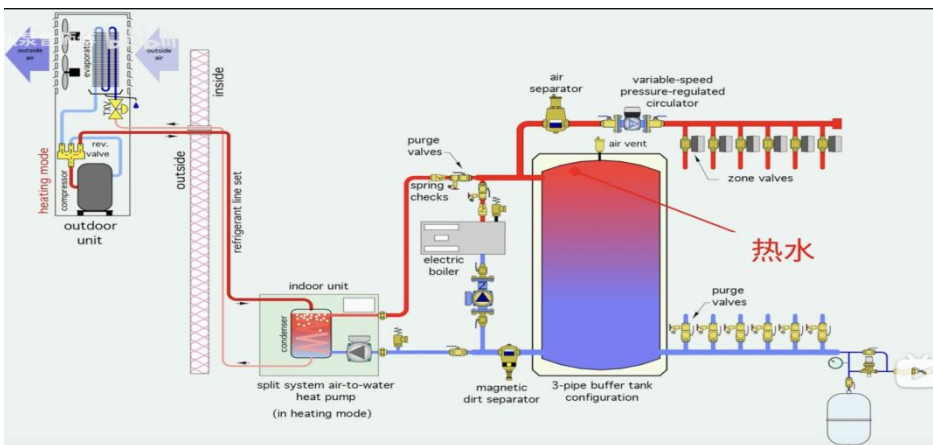 outside
air
evaporator
outside
air
TXV
rev.
valve
compressor
heating mode
outdoor
unit
inside
outside
refrigerant line set
indoor unit
condenser
split system air-to-water
heat pump
(in heating mode)
purge
valves
spring
checks
electric
boiler
magnetic
dirt separator
air
separator
variable-speed
pressure-regulated
circulator
air vent
zone valves
热水
purge
valves
3-pipe buffer tank
configuration